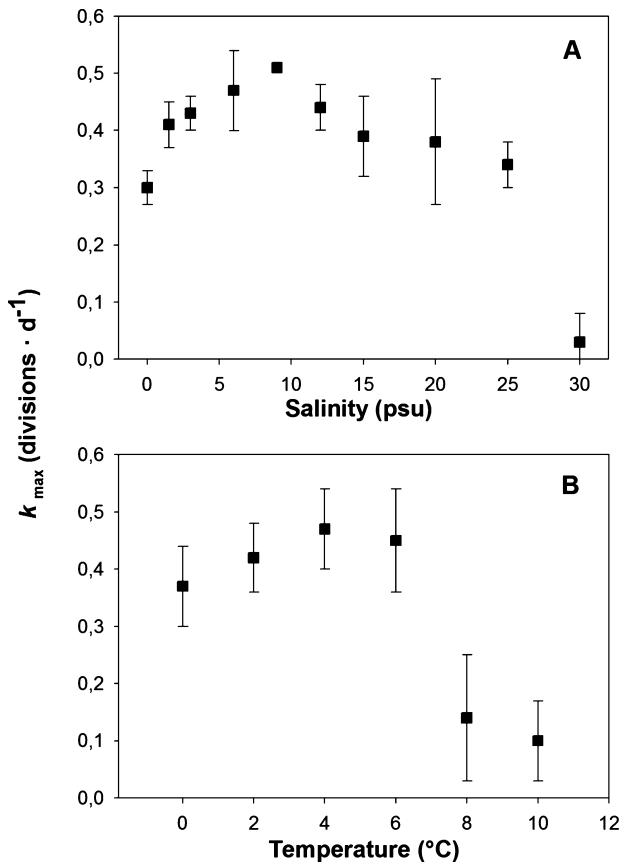 0,6
A
0,5
0,4
0,3
0,2
0,1
0,0
0 5 10 15 20 25 30
Salinity (psu)
k max (divisions · d⁻¹)
0,6
B
0,5
0,4
0,3
0,2
0,1
0,0
0 2 4 6 8 10 12
Temperature (°C)